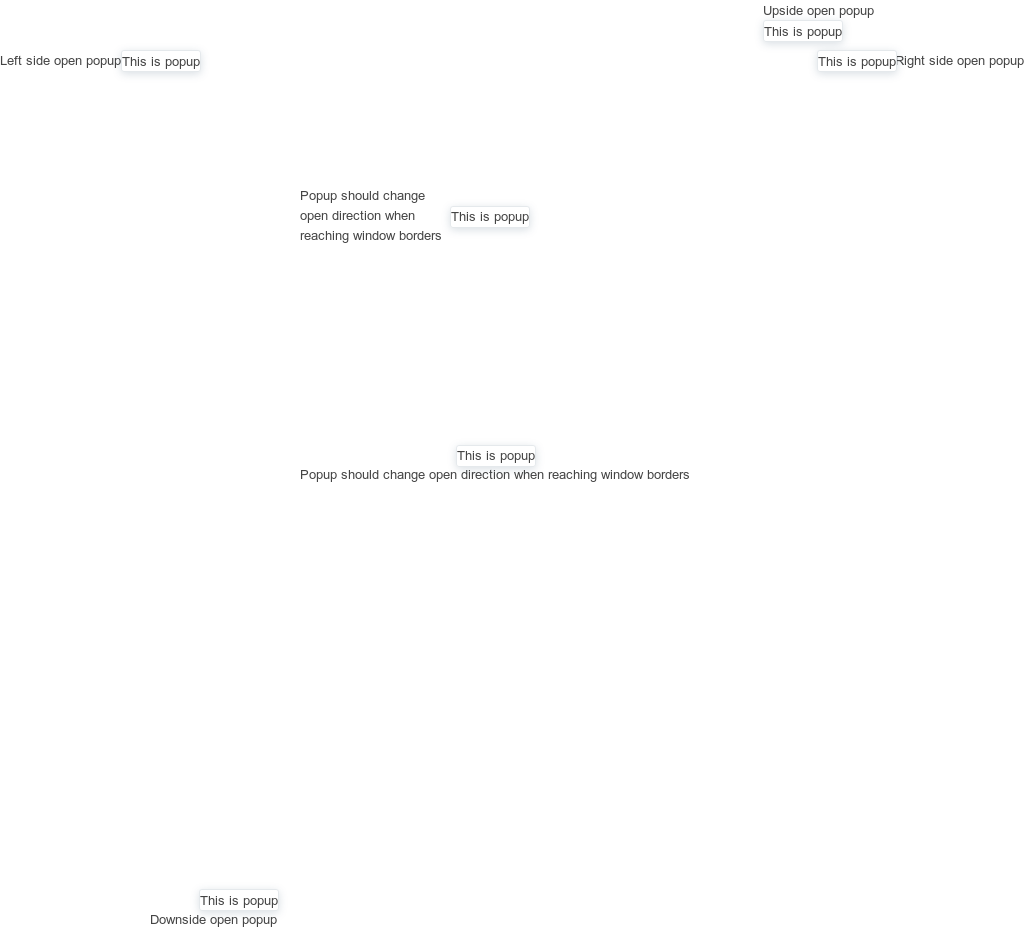 Upside open popup
This is popup
Left side open popup
This is popup
This is popup
Right side open popup
Popup should change
open direction when
reaching window borders
This is popup
This is popup
Popup should change open direction when reaching window borders
This is popup
Downside open popup